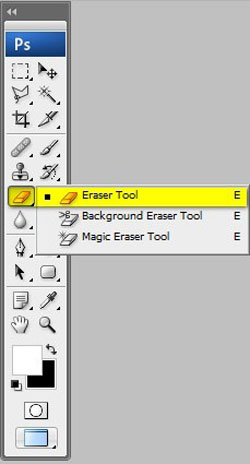 Ps
Eraser Tool E
Background Eraser Tool E
Magic Eraser Tool E